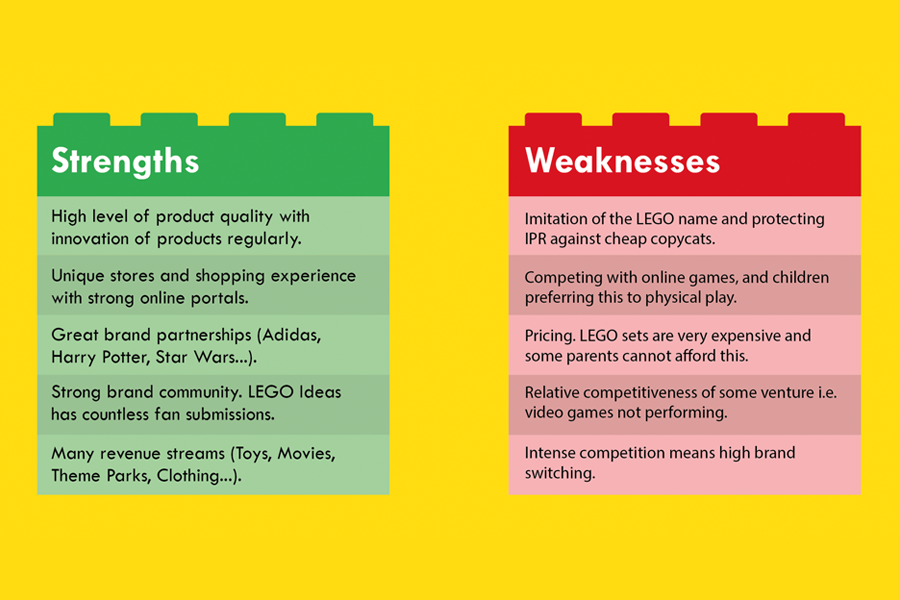 Strengths
High level of product quality with
innovation of products regularly.
Unique stores and shopping experience
with strong online portals.
Great brand partnerships (Adidas,
Harry Potter, Star Wars...).
Strong brand community. LEGO Ideas
has countless fan submissions.
Many revenue streams (Toys, Movies,
Theme Parks, Clothing...).
Weaknesses
Imitation of the LEGO name and protecting
IPR against cheap copycats.
Competing with online games, and children
preferring this to physical play.
Pricing. LEGO sets are very expensive and
some parents cannot afford this.
Relative competitiveness of some venture i.e.
video games not performing.
Intense competition means high brand
switching.